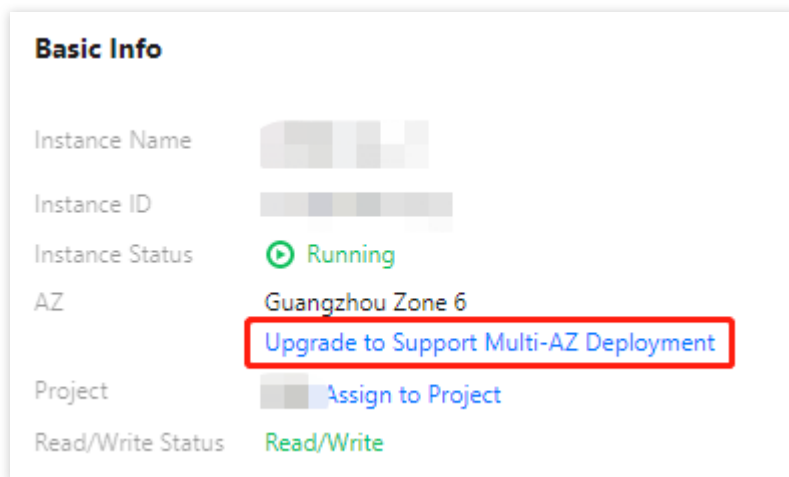 Basic Info
Instance Name
Instance ID
Instance Status Running
AZ Guangzhou Zone 6
Upgrade to Support Multi-AZ Deployment
Project Assign to Project
Read/Write Status Read/Write